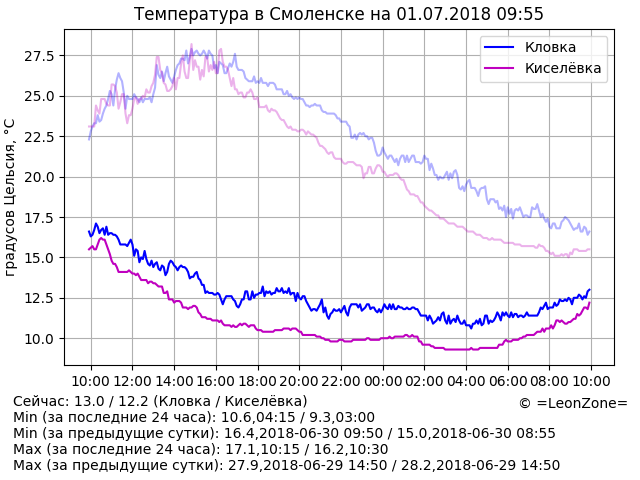 Температура в Смоленске на 01.07.2018 09:55
градусов Цельсия, °C
27.5
25.0
22.5
20.0
17.5
15.0
12.5
10.0
Кловка
Киселёвка
10:00 12:00 14:00 16:00 18:00 20:00 22:00 00:00 02:00 04:00 06:00 08:00 10:00
Сейчас: 13.0 / 12.2 (Кловка / Киселёвка)
© =LeonZone=
Min (за последние 24 часа): 10.6,04:15 / 9.3,03:00
Min (за предыдущие сутки): 16.4,2018-06-30 09:50 / 15.0,2018-06-30 08:55
Max (за последние 24 часа): 17.1,10:15 / 16.2,10:30
Max (за предыдущие сутки): 27.9,2018-06-29 14:50 / 28.2,2018-06-29 14:50